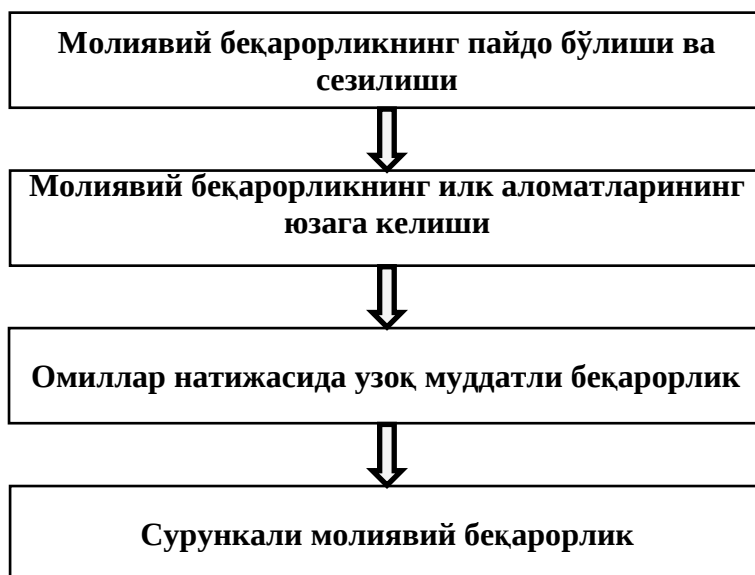 Молиявий беқарорликнинг пайдо бўлиши ва
сезилиши
Молиявий беқарорликнинг илк аломатларининг
юзага келиши
Омиллар натижасида узоқ муддатли беқарорлик
Сурункали молиявий беқарорлик